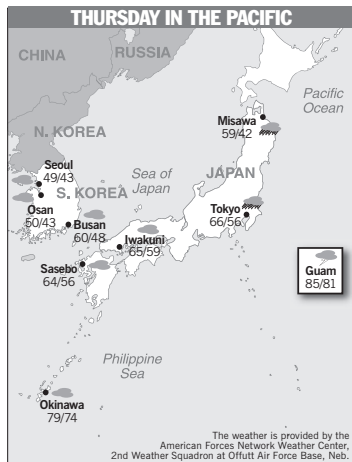 THURSDAY IN THE PACIFIC
CHINA
RUSSIA
Pacific
Ocean
Misawa
59/42
N. KOREA
Seoul
49/43
Sea of
Japan
JAPAN
S. KOREA
Osan
50/43
Busan
60/48
Tokyo
66/56
Iwakuni
65/59
Sasebo
64/56
Guam
85/81
Philippine
Sea
Okinawa
79/74
The weather is provided by the
American Forces Network Weather Center,
2nd Weather Squadron at Offutt Air Force Base, Neb.